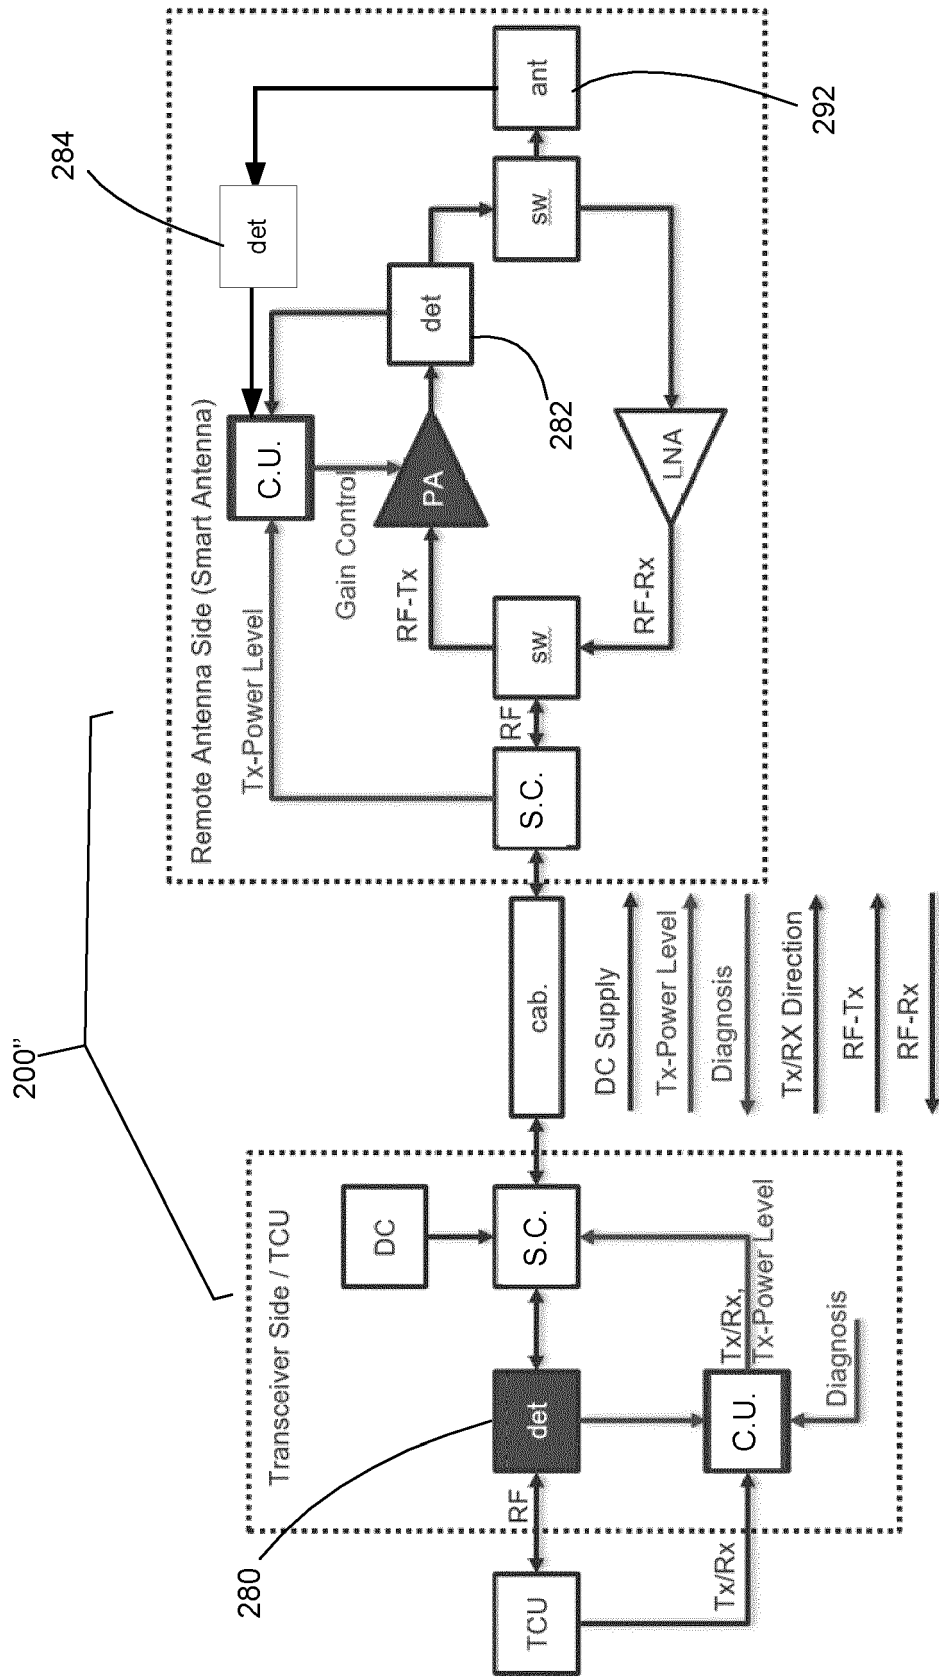 200"
Transceiver Side / TCU
280
TCU
RF
det
DC
S.C.
Tx/Rx
C.U.
Tx/Rx,
Tx-Power Level
Diagnosis
cab.
DC Supply
Tx-Power Level
Diagnosis
Tx/RX Direction
RF-Tx
RF-Rx
Remote Antenna Side (Smart Antenna)
Tx-Power Level
S.C.
RF
sw
RF-Tx
Gain Control
C.U.
PA
det
282
284
det
sw
ant
292
LNA
RF-Rx